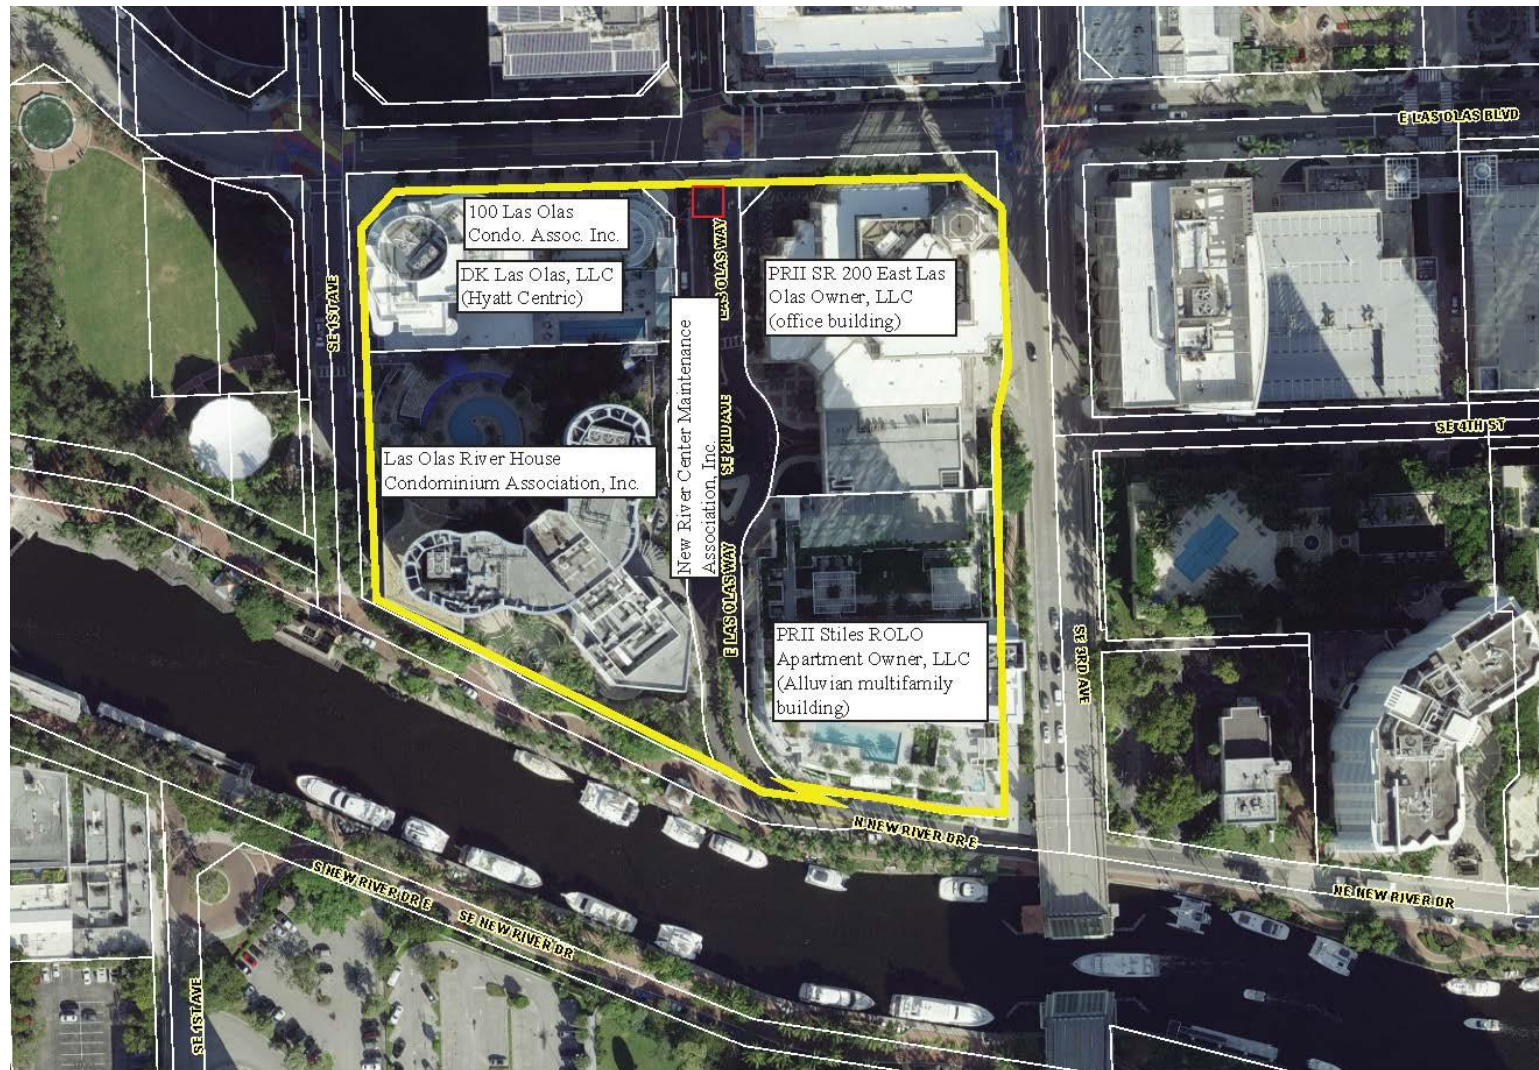 E LAS OLAS BLVD
100 Las Olas
Condo. Assoc. Inc.
DK Las Olas, LLC
(Hyatt Centric)
PRII SR 200 East Las
Olas Owner, LLC
(office building)
SE 1ST AVE
LAS OLAS WAY
New River Center Maintenance
Association, Inc.
SE 2RD AVE
SE 4TH ST
Las Olas River House
Condominium Association, Inc.
E LAS OLAS WAY
PRII Stiles ROLO
Apartment Owner, LLC
(Alluvian multifamily
building)
SE 3RD AVE
N NEW RIVER DR E
NE NEW RIVER DR
S NEW RIVER DR E
SE NEW RIVER DR
SE 1ST AVE